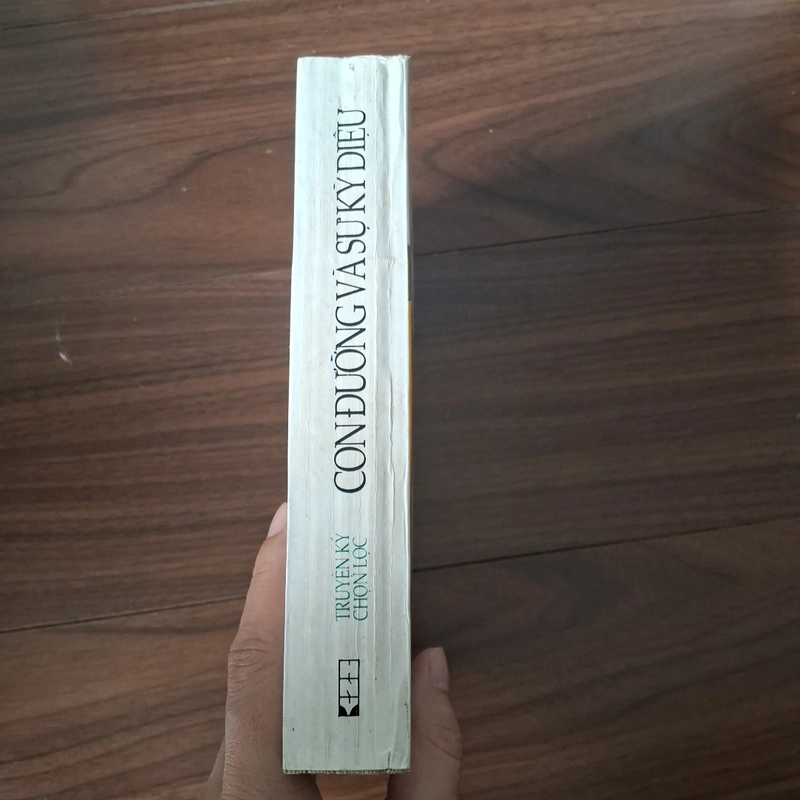 TRUYỆN KÝ
CHỌN LỌC
CON ĐƯỜNG VÀ SỰ KỲ DIỆU